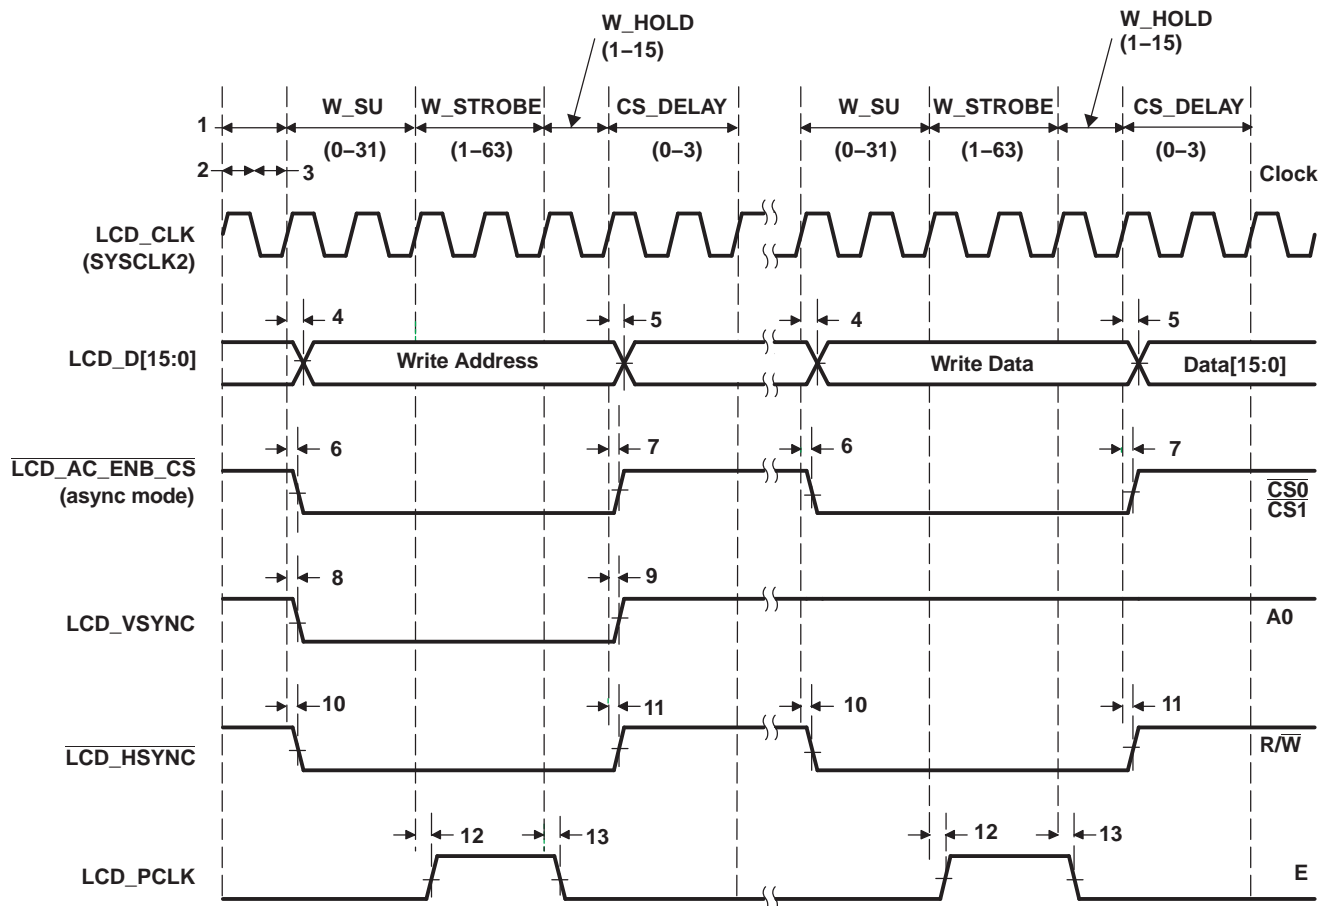 W_HOLD W_HOLD
(1–15) (1–15)
W_SU W_STROBE CS_DELAY W_SU W_STROBE CS_DELAY
1
(0–31) (1–63) (0–3) (0–31) (1–63) (0–3)
2 3 Clock
LCD_CLK
(SYSCLK2)
4 5 4 5
LCD_D[15:0] Write Address Write Data Data[15:0]
6 7 6 7
LCD_AC_ENB_CS
(async mode)
CS0
CS1
8 9
LCD_VSYNC A0
10 11 10 11
LCD_HSYNC R/W
12 13 12 13
LCD_PCLK E